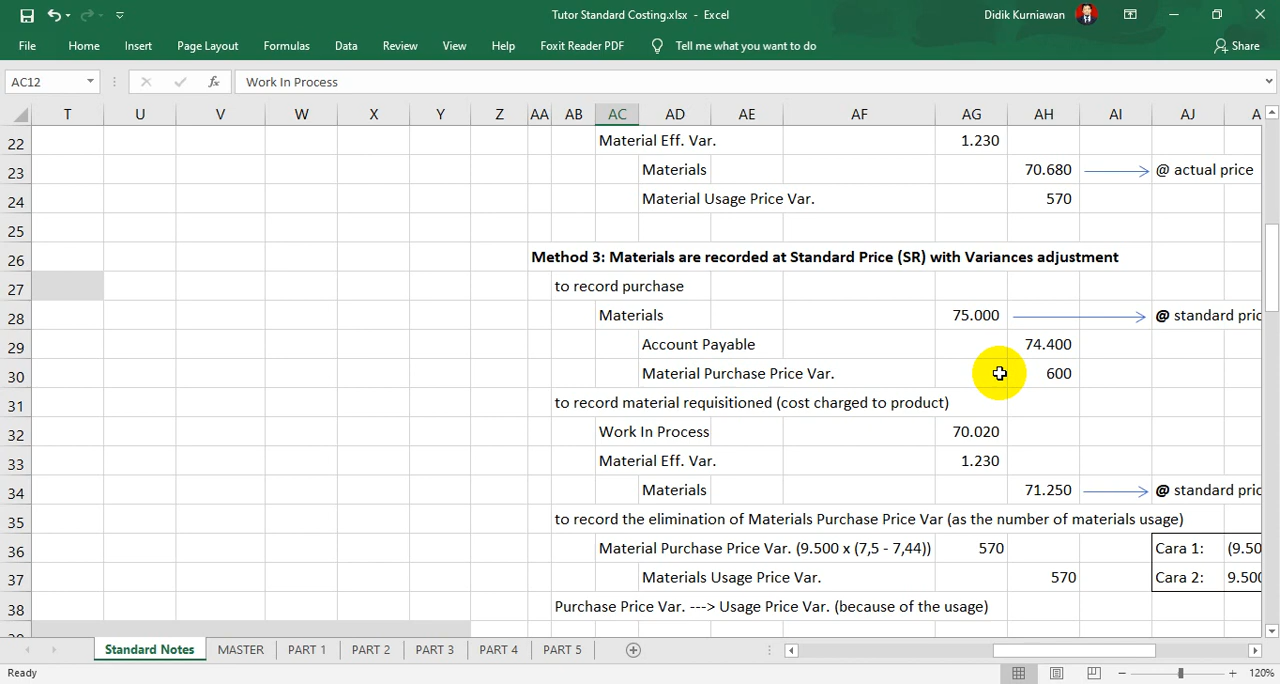 Tutor Standard Costing.xlsx - Excel
Didik Kurniawan
File Home Insert Page Layout Formulas Data Review View Help Foxit Reader PDF Tell me what you want to do Share
AC12 fx Work In Process
T U V W X Y Z AA AB AC AD AE AF AG AH AI AJ
22 Material Eff. Var. 1.230
23 Materials 70.680 @ actual price
24 Material Usage Price Var. 570
25
26 Method 3: Materials are recorded at Standard Price (SR) with Variances adjustment
27 to record purchase
28 Materials 75.000 @ standard pric
29 Account Payable 74.400
30 Material Purchase Price Var. 600
31 to record material requisitioned (cost charged to product)
32 Work In Process 70.020
33 Material Eff. Var. 1.230
34 Materials 71.250 @ standard pric
35 to record the elimination of Materials Purchase Price Var (as the number of materials usage)
36 Material Purchase Price Var. (9.500 x (7,5 - 7,44)) 570 Cara 1: (9.50
37 Materials Usage Price Var. 570 Cara 2: 9.500
38 Purchase Price Var. ---> Usage Price Var. (because of the usage)
Standard Notes MASTER PART 1 PART 2 PART 3 PART 4 PART 5
Ready 120%